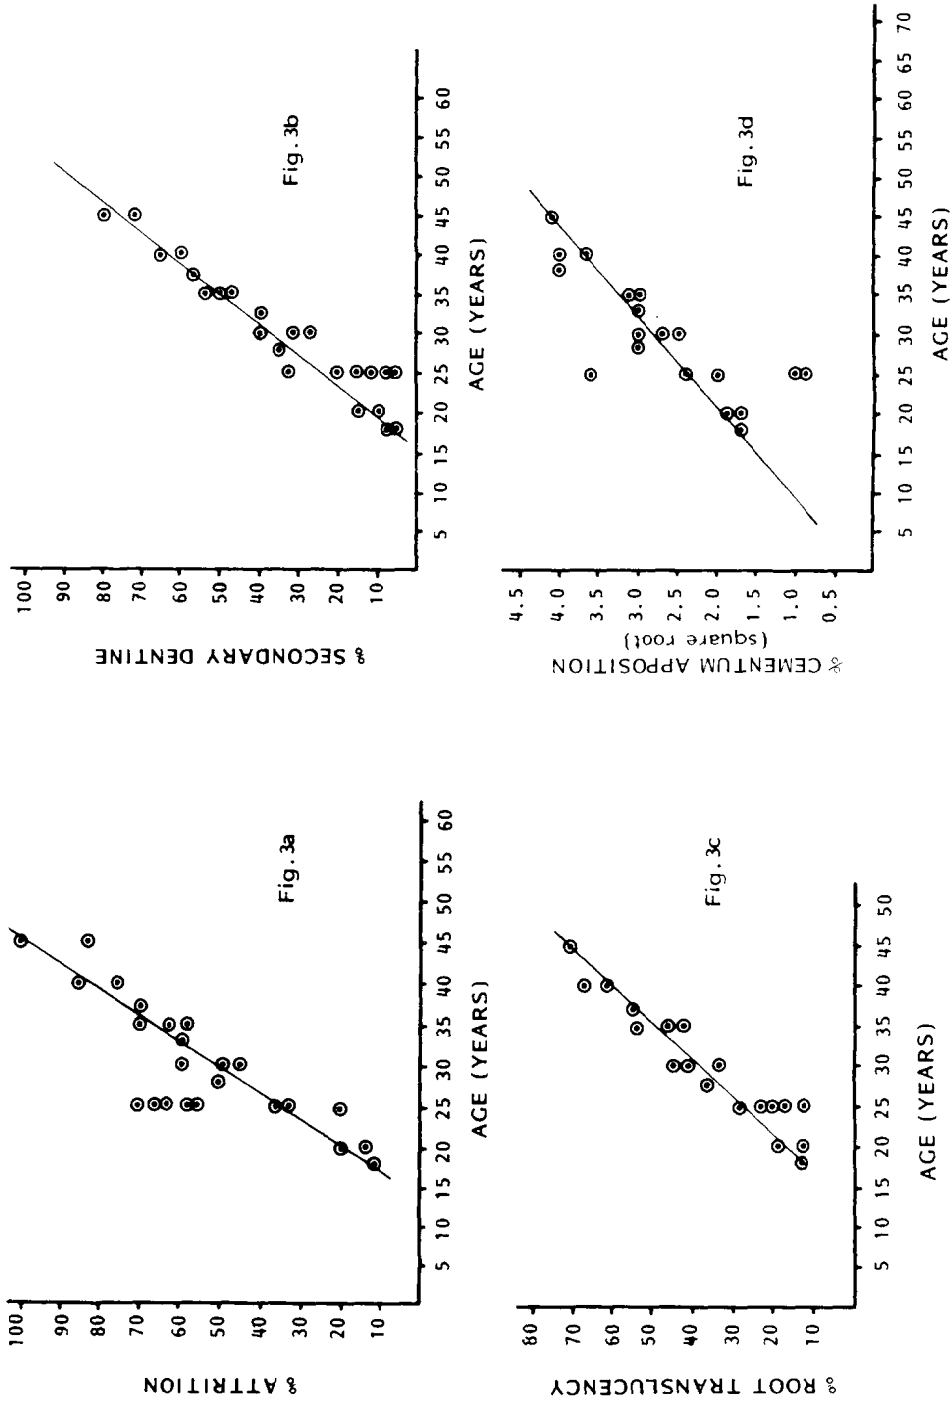 % ATTRITION
100
90
80
70
60
50
40
30
20
10
5 10 15 20 25 30 35 40 45 50 55 60
AGE (YEARS)
Fig.3a
% SECONDARY DENTINE
100
90
80
70
60
50
40
30
20
10
5 10 15 20 25 30 35 40 45 50 55 60
AGE (YEARS)
Fig.3b
% ROOT TRANSLUCENCY
80
70
60
50
40
30
20
10
5 10 15 20 25 30 35 40 45 50
AGE (YEARS)
Fig.3c
% CEMENTUM APPOSITION
(square root)
4.5
4.0
3.5
3.0
2.5
2.0
1.5
1.0
0.5
5 10 15 20 25 30 35 40 45 50 55 60 65 70
AGE (YEARS)
Fig.3d